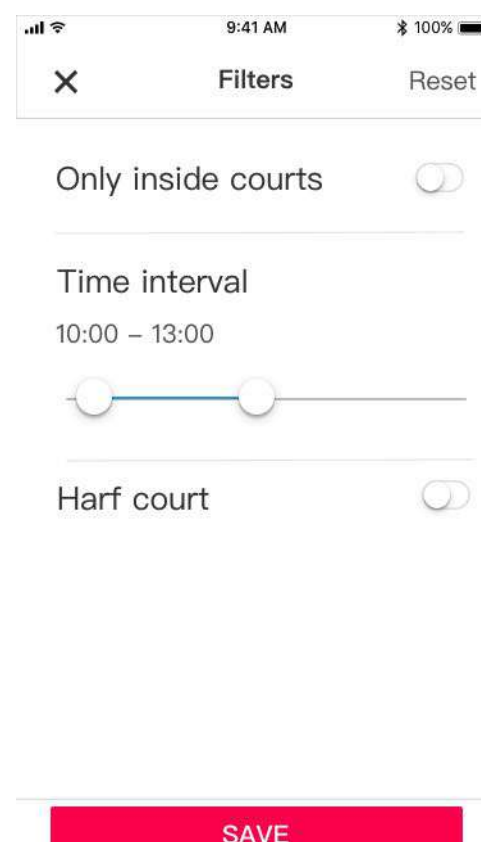 9:41 AM 100%
Filters Reset
Only inside courts
Time interval
10:00 – 13:00
Harf court
SAVE